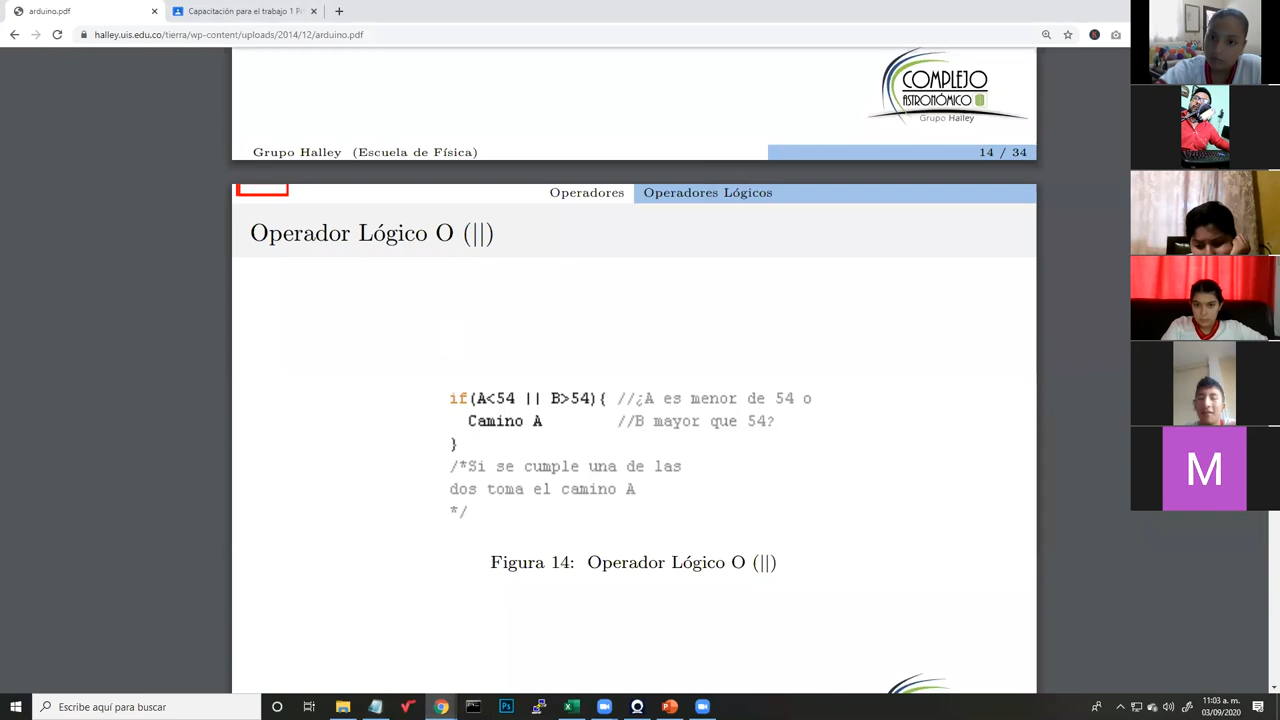 arduino.pdf
Capacitación para el trabajo 1 P
halley.uis.edu.co/tierra/wp-content/uploads/2014/12/arduino.pdf
COMPLEJO
ASTRONÓMICO
Grupo Halley
Grupo Halley (Escuela de Física)
14 / 34
Operadores
Operadores Lógicos
Operador Lógico O (||)
if(A<54 || B>54){ //¿A es menor de 54 o
Camino A //B mayor que 54?
}
/*Si se cumple una de las
dos toma el camino A
*/
Figura 14: Operador Lógico O (||)
M
Escribe aquí para buscar
11:03 a. m.
03/09/2020